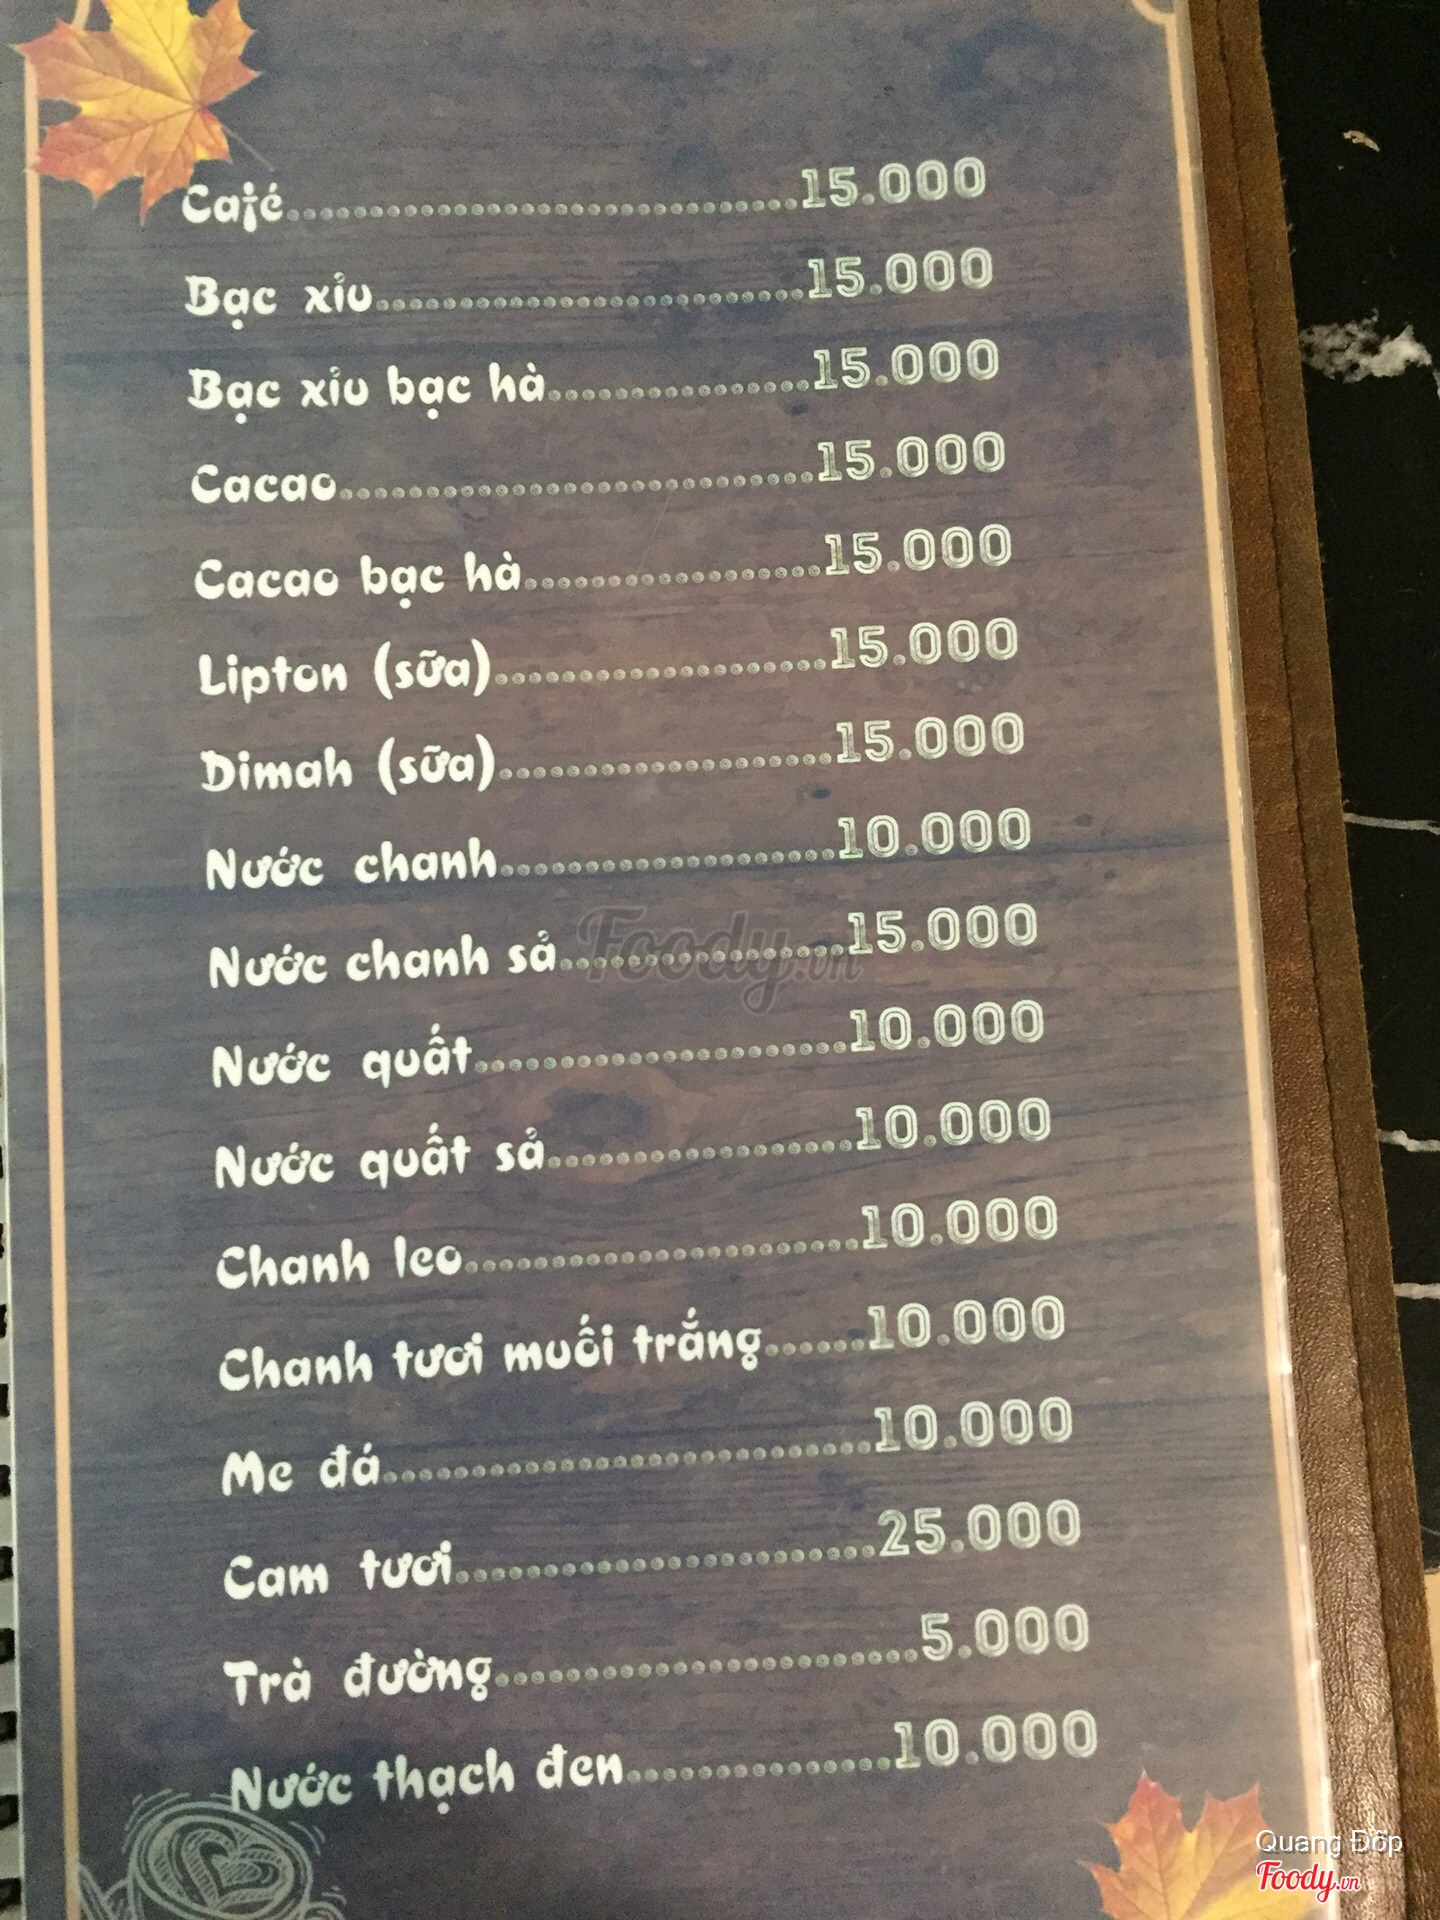 Café 15.000
Bạc xỉu 15.000
Bạc xỉu bạc hà 15.000
Cacao 15.000
Cacao bạc hà 15.000
Lipton (sữa) 15.000
Dimah (sữa) 15.000
Nước chanh 10.000
Nước chanh sả 15.000
Foody.vn
Nước quất 10.000
Nước quất sả 10.000
Chanh leo 10.000
Chanh tươi muối trắng 10.000
Me đá 10.000
Cam tươi 25.000
Trà đường 5.000
Nước thạch đen 10.000
Quang Đốp
Foody.vn